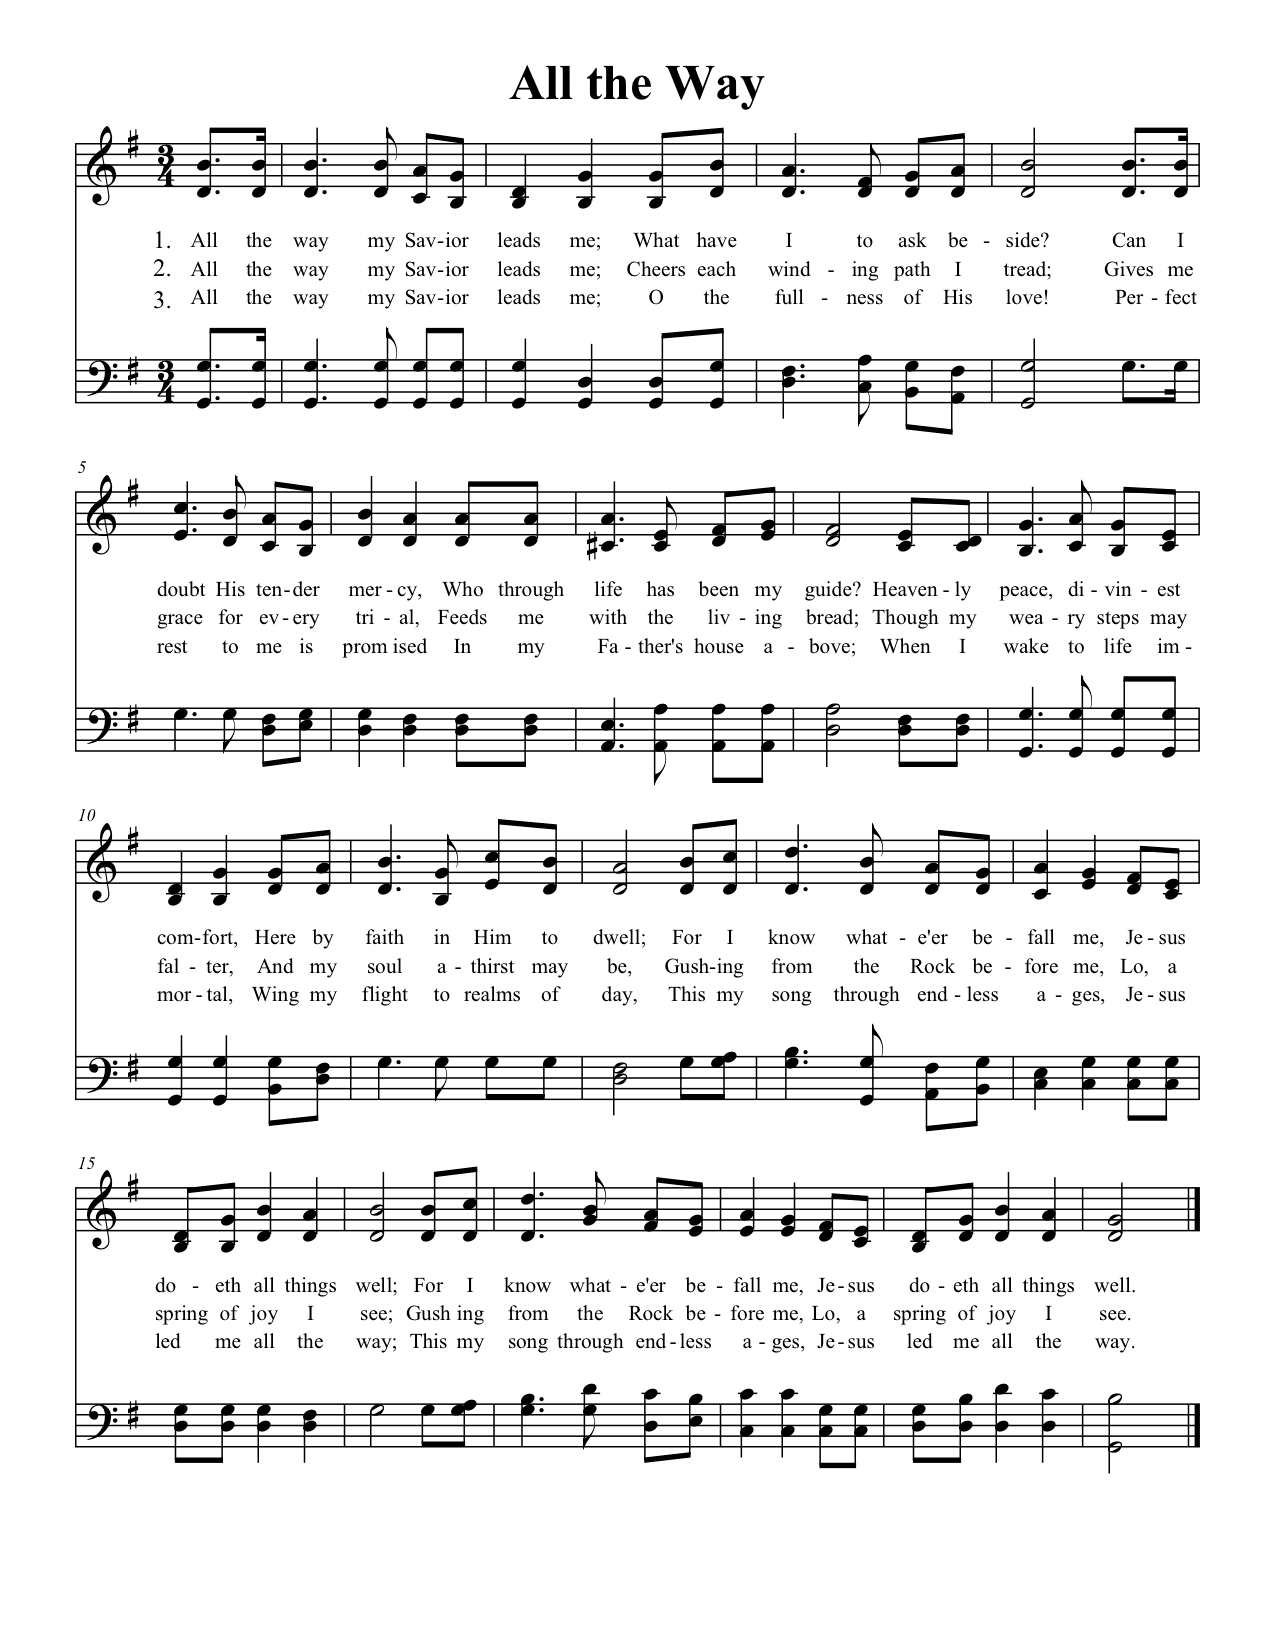 All the Way
3
4
1. All the way my Sav-ior leads me; What have I to ask be - side? Can I
2. All the way my Sav-ior leads me; Cheers each wind - ing path I tread; Gives me
3. All the way my Sav-ior leads me; O the full - ness of His love! Per - fect
3
4
5
doubt His ten-der mer-cy, Who through life has been my guide? Heaven - ly peace, di - vin - est
grace for ev-ery tri - al, Feeds me with the liv - ing bread; Though my wea - ry steps may
rest to me is prom ised In my Fa - ther's house a - bove; When I wake to life im -
10
com-fort, Here by faith in Him to dwell; For I know what - e'er be - fall me, Je - sus
fal - ter, And my soul a - thirst may be, Gush-ing from the Rock be - fore me, Lo, a
mor - tal, Wing my flight to realms of day, This my song through end - less a - ges, Je - sus
15
do - eth all things well; For I know what - e'er be - fall me, Je-sus do - eth all things well.
spring of joy I see; Gush ing from the Rock be - fore me, Lo, a spring of joy I see.
led me all the way; This my song through end-less a - ges, Je-sus led me all the way.